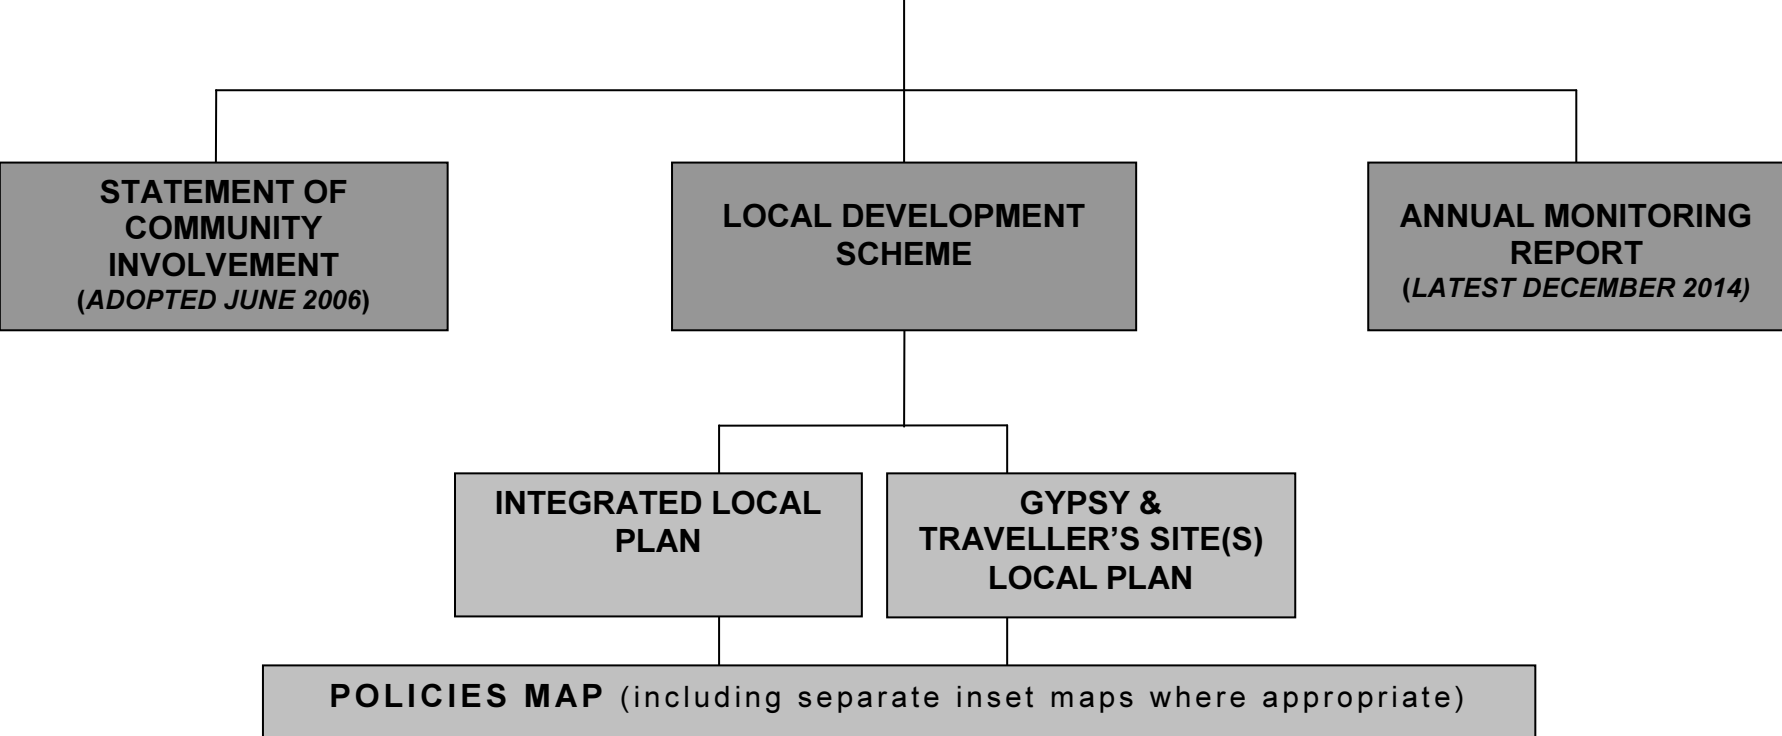 STATEMENT OF
COMMUNITY
INVOLVEMENT
(ADOPTED JUNE 2006)
LOCAL DEVELOPMENT
SCHEME
ANNUAL MONITORING
REPORT
(LATEST DECEMBER 2014)
INTEGRATED LOCAL
PLAN
GYPSY &
TRAVELLER’S SITE(S)
LOCAL PLAN
POLICIES MAP (including separate inset maps where appropriate)